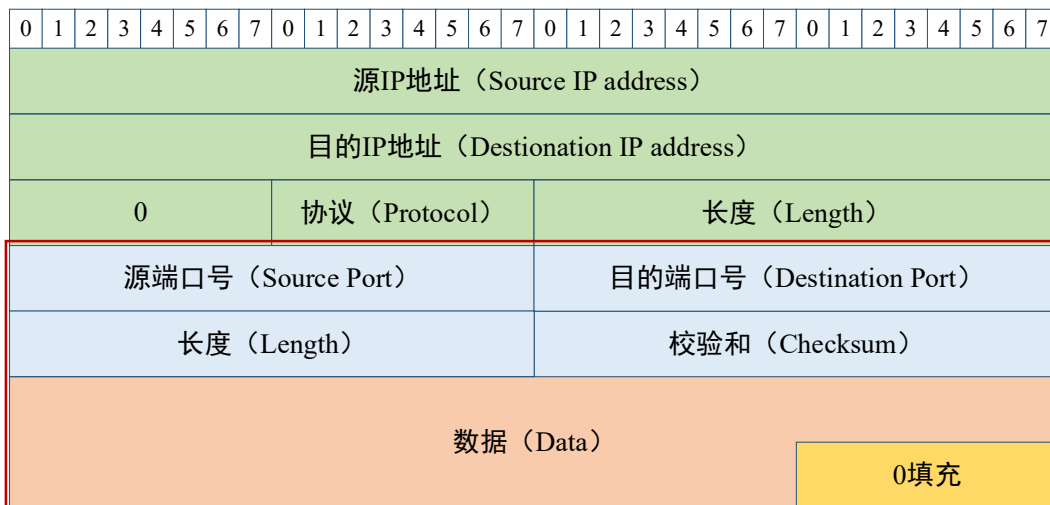 0 1 2 3 4 5 6 7 0 1 2 3 4 5 6 7 0 1 2 3 4 5 6 7 0 1 2 3 4 5 6 7
源IP地址（Source IP address）
目的IP地址（Destionation IP address）
0 协议（Protocol） 长度（Length）
源端口号（Source Port） 目的端口号（Destination Port）
长度（Length） 校验和（Checksum）
数据（Data）
0填充